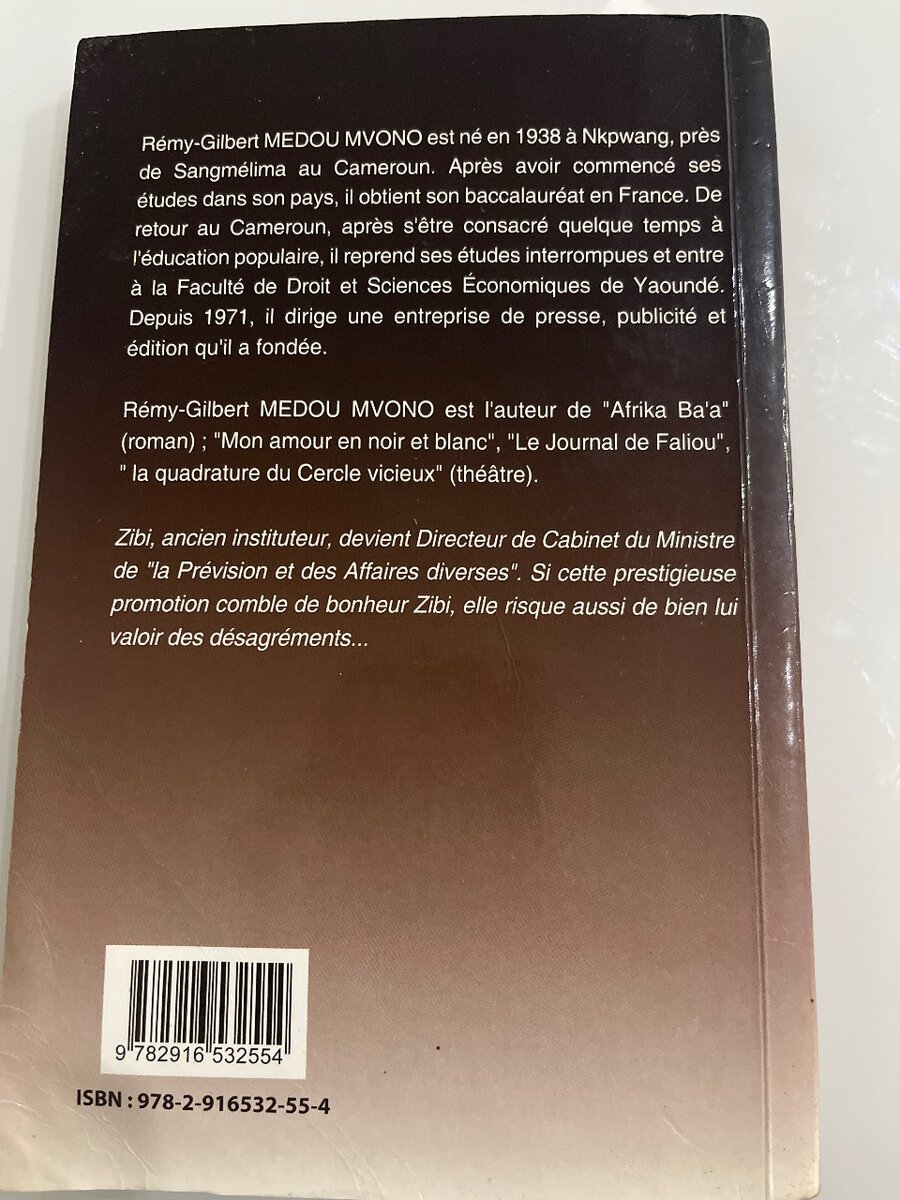 Rémy-Gilbert MEDOU MVONO est né en 1938 à Nkpwang, près
de Sangmélima au Cameroun. Après avoir commencé ses
études dans son pays, il obtient son baccalauréat en France. De
retour au Cameroun, après s'être consacré quelque temps à
l'éducation populaire, il reprend ses études interrompues et entre
à la Faculté de Droit et Sciences Économiques de Yaoundé.
Depuis 1971, il dirige une entreprise de presse, publicité et
édition qu'il a fondée.
Rémy-Gilbert MEDOU MVONO est l'auteur de "Afrika Ba'a"
(roman) ; "Mon amour en noir et blanc", "Le Journal de Faliou",
" la quadrature du Cercle vicieux" (théâtre).
Zibi, ancien instituteur, devient Directeur de Cabinet du Ministre
de "la Prévision et des Affaires diverses". Si cette prestigieuse
promotion comble de bonheur Zibi, elle risque aussi de bien lui
valoir des désagréments...
9 782916 532554
ISBN : 978-2-916532-55-4